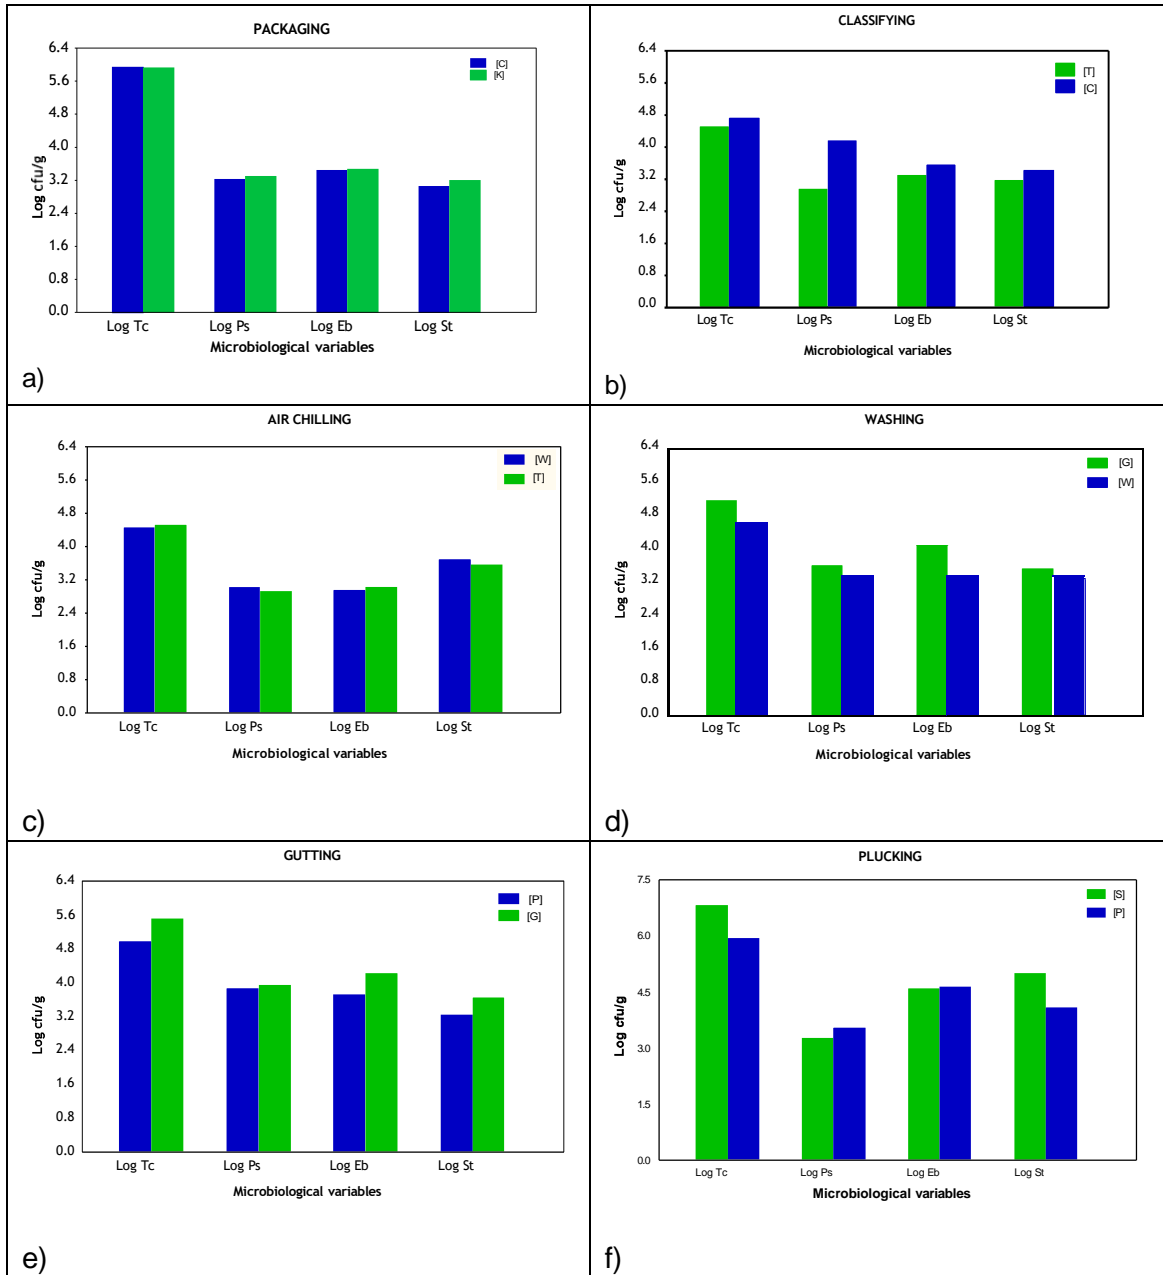 PACKAGING
6.4
5.6
4.8
4.0
3.2
2.4
1.6
0.8
0.0
Log cfu/g
[C]
[K]
Log Tc Log Ps Log Eb Log St
Microbiological variables
a)
CLASSIFYING
6.4
5.6
4.8
4.0
3.2
2.4
1.6
0.8
0.0
Log cfu/g
[T]
[C]
Log Tc Log Ps Log Eb Log St
Microbiological variables
b)
AIR CHILLING
6.4
5.6
4.8
4.0
3.2
2.4
1.6
0.8
0.0
Log cfu/g
[W]
[T]
Log Tc Log Ps Log Eb Log St
Microbiological variables
c)
WASHING
6.4
5.6
4.8
4.0
3.2
2.4
1.6
0.8
0.0
Log cfu/g
[G]
[W]
Log Tc Log Ps Log Eb Log St
Microbiological variables
d)
GUTTING
6.4
5.6
4.8
4.0
3.2
2.4
1.6
0.8
0.0
Log cfu/g
[P]
[G]
Log Tc Log Ps Log Eb Log St
Microbiological variables
e)
PLUCKING
7.5
6.0
4.5
3.0
1.5
0.0
Log cfu/g
[S]
[P]
Log Tc Log Ps Log Eb Log St
Microbiological variables
f)